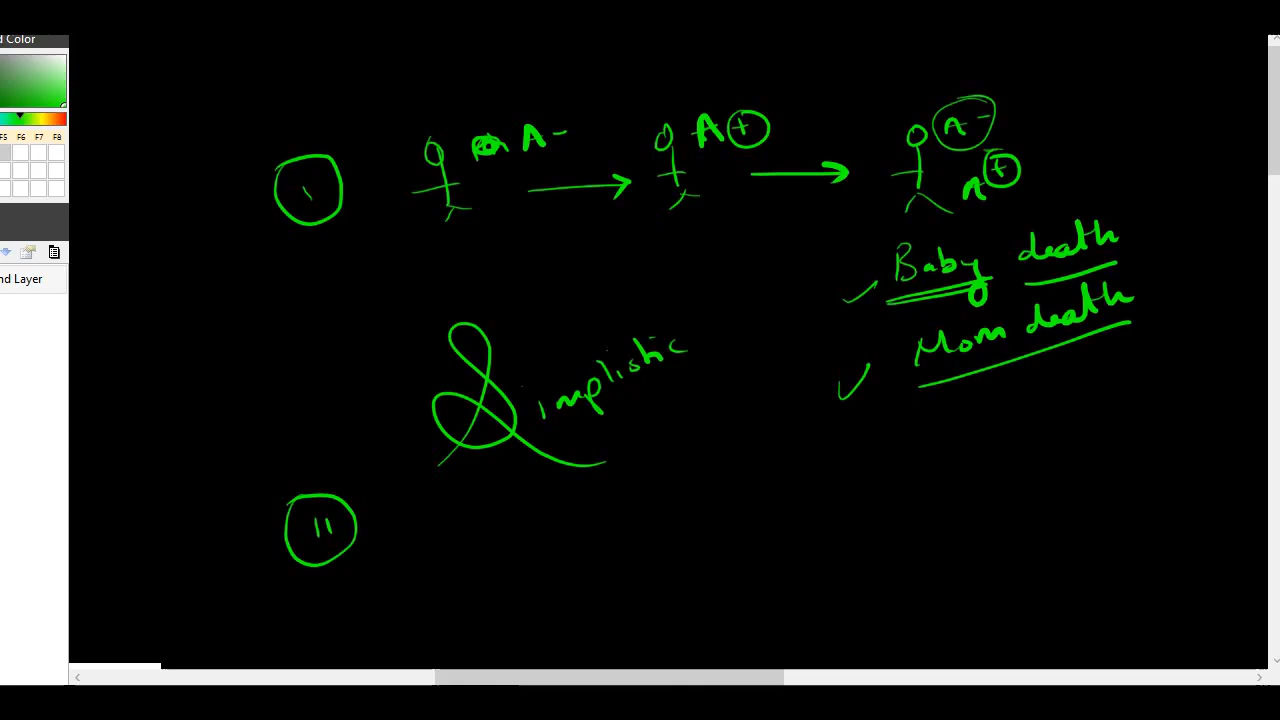 d Color
F5 F6 F7 F8
nd Layer
I
A-
A+
A-
A+
Baby death
Mom death
Simplistic
II